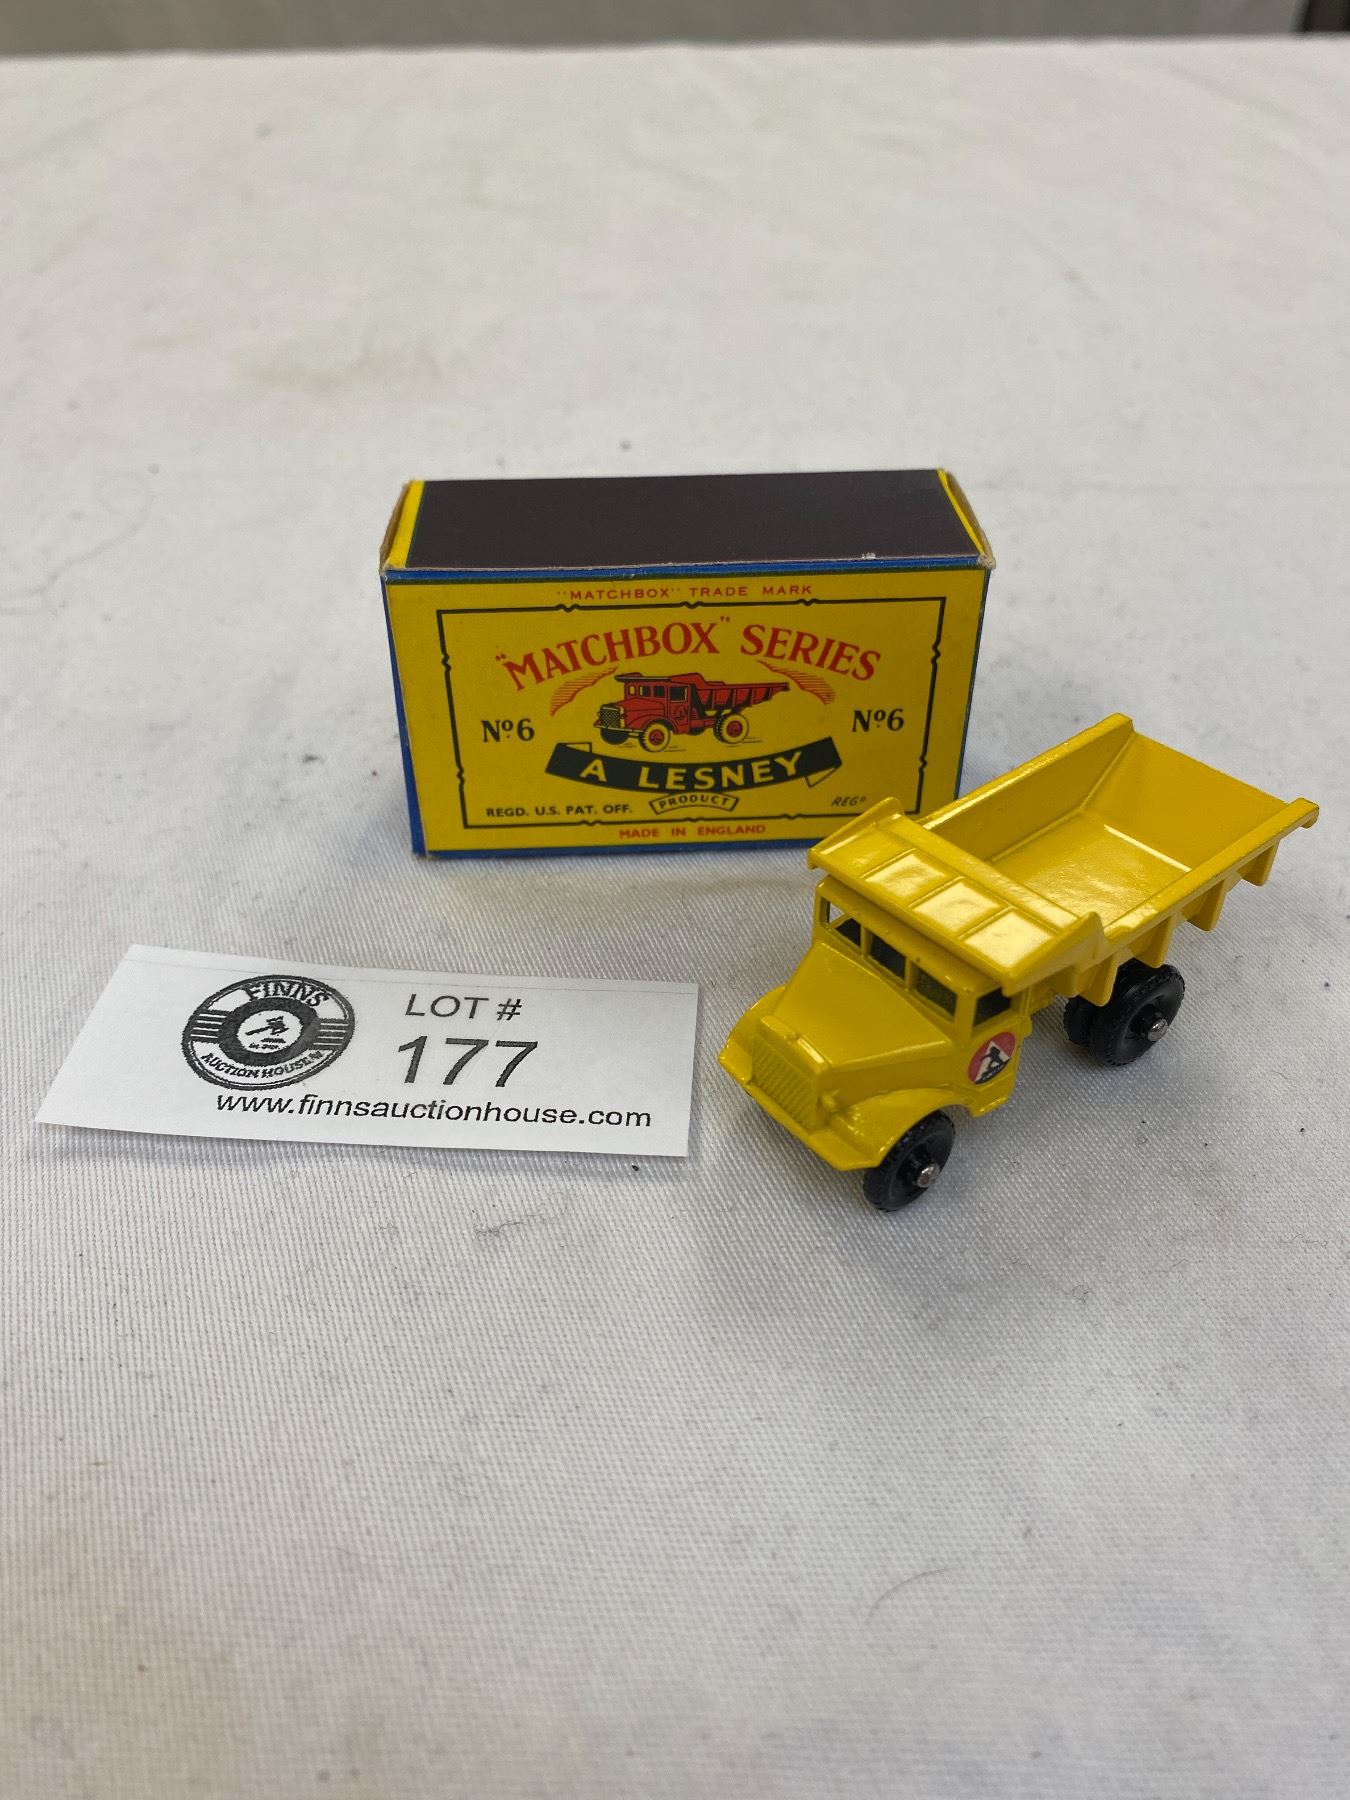 "MATCHBOX" TRADE MARK
"MATCHBOX" SERIES
Nº6
Nº6
A LESNEY
PRODUCT
REGD. U.S. PAT. OFF.
REGD
MADE IN ENGLAND
FINNS
AUCTION HOUSE
LOT #
177
www.finnsauctionhouse.com